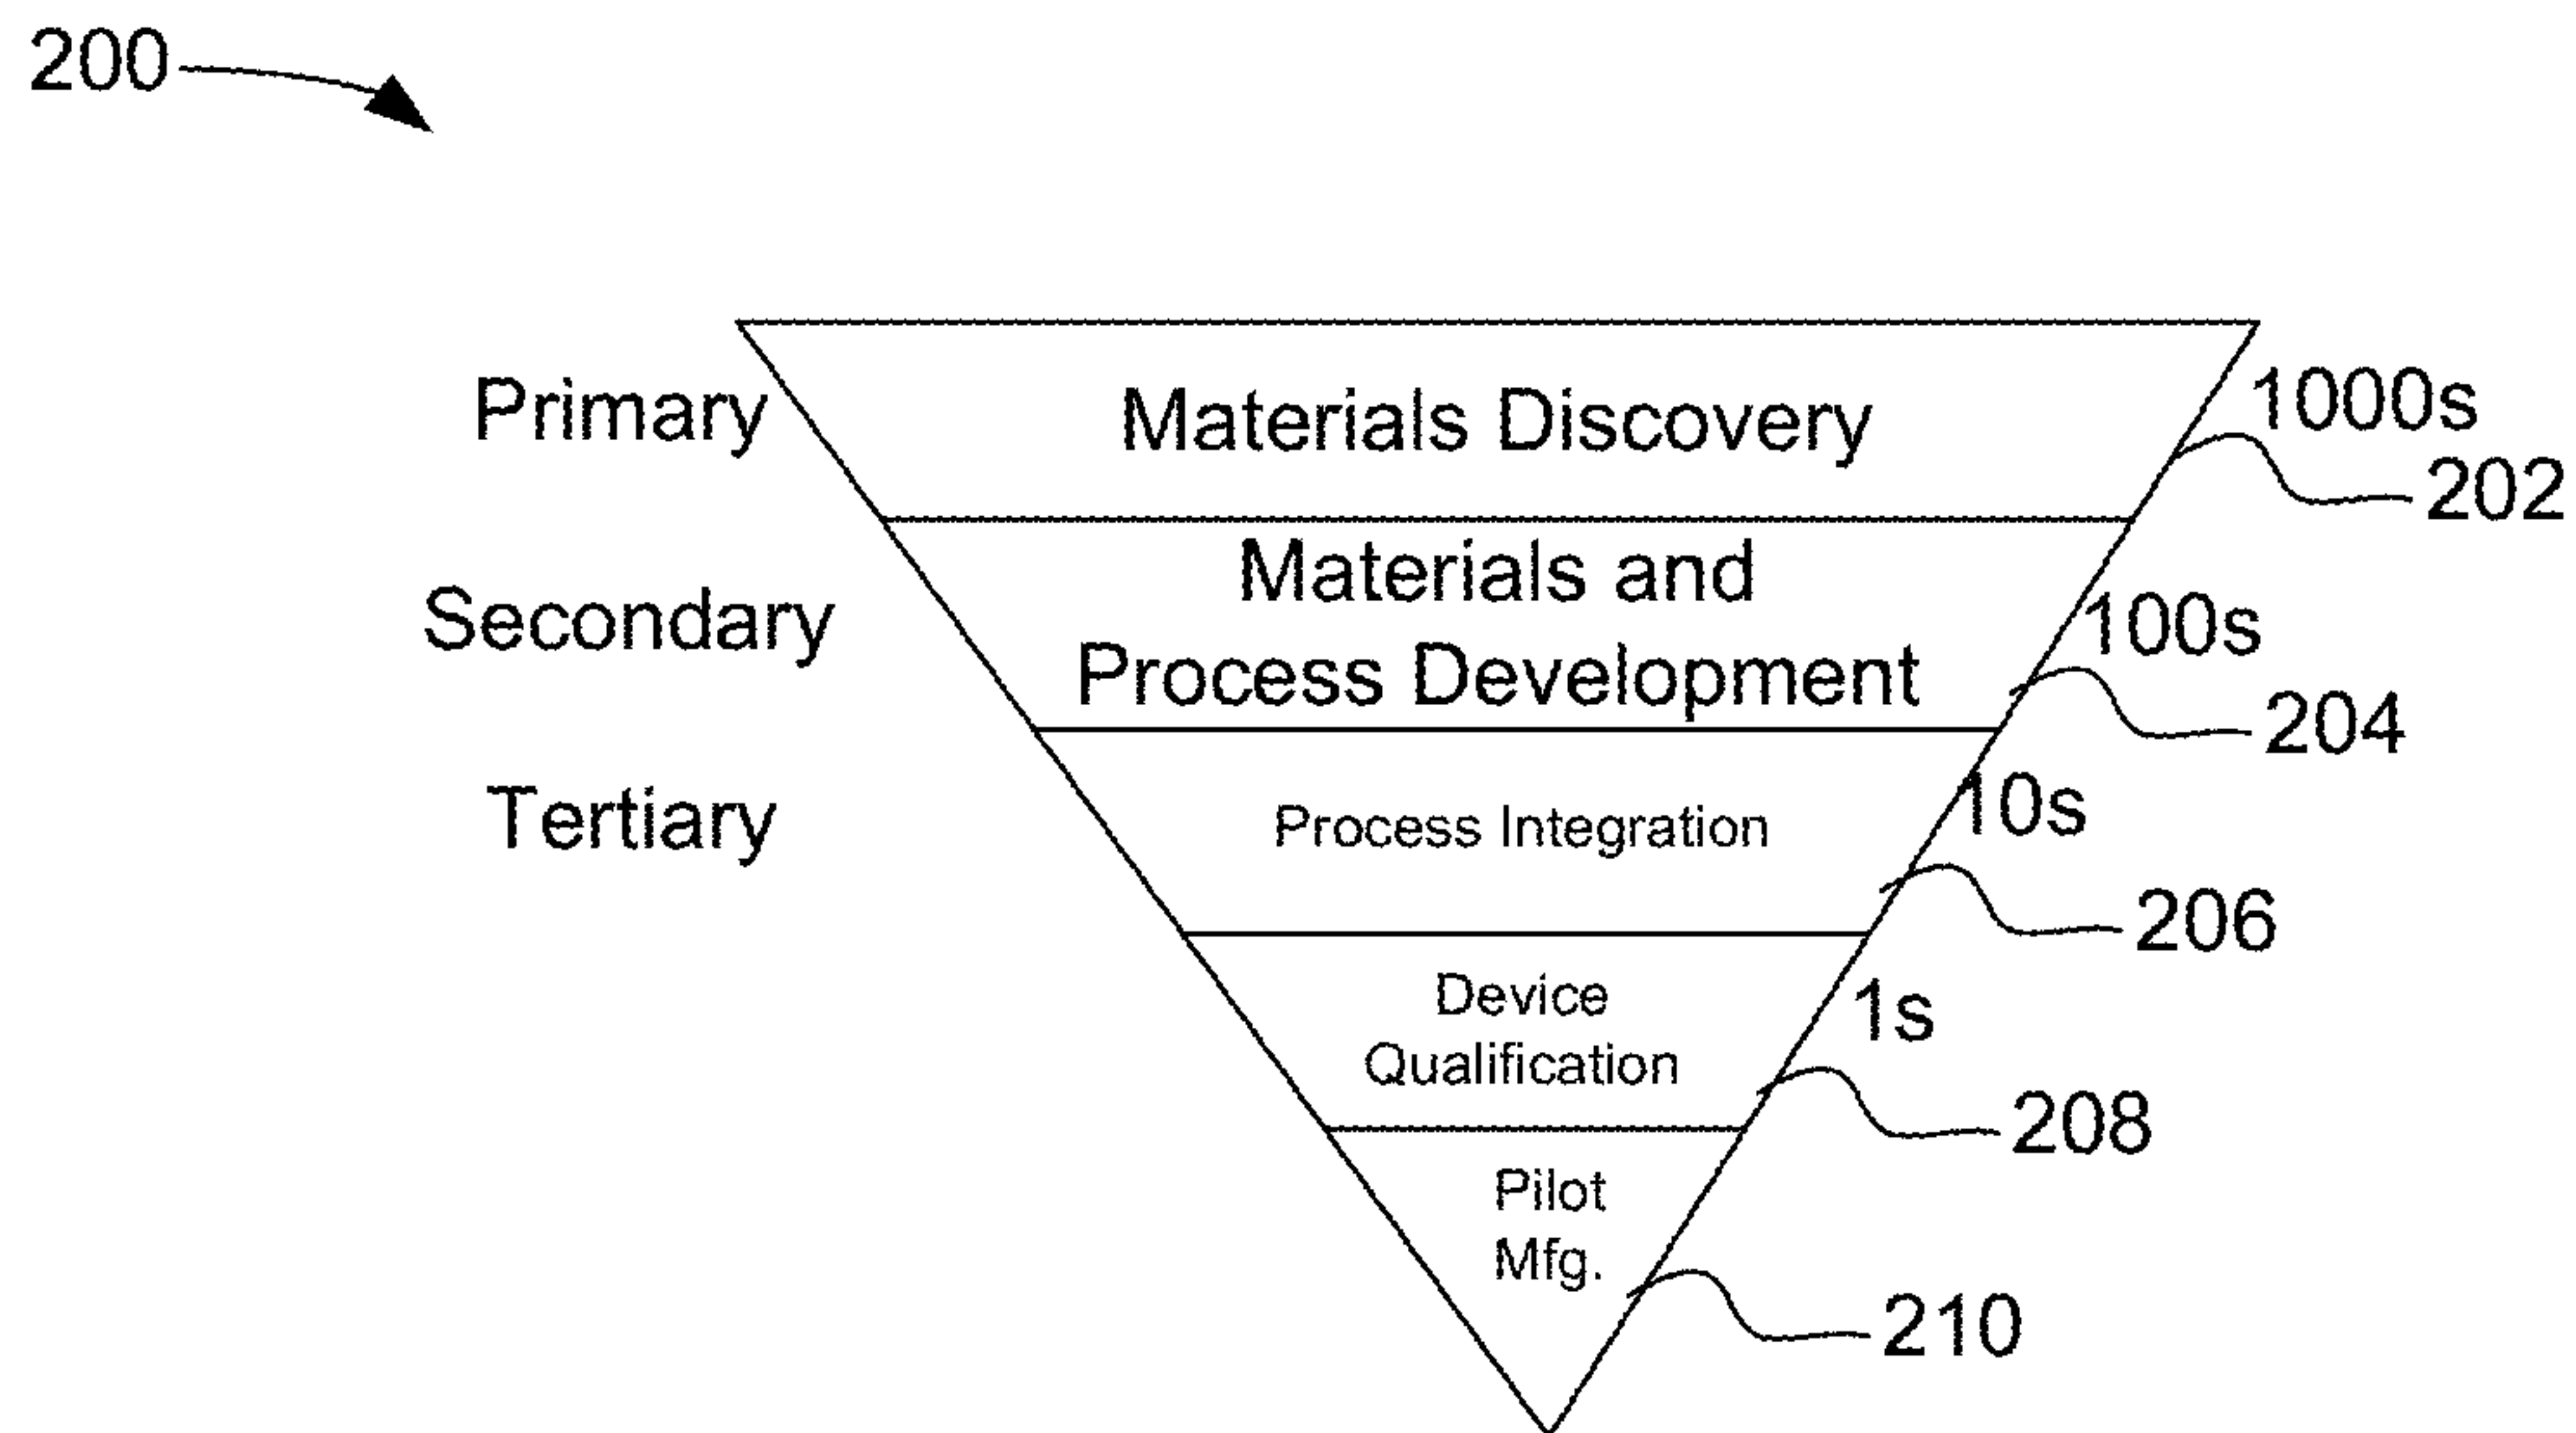 200
Primary
Materials Discovery
1000s
202
Secondary
Materials and
Process Development
100s
204
Tertiary
Process Integration
10s
206
Device
Qualification
1s
208
Pilot
Mfg.
210